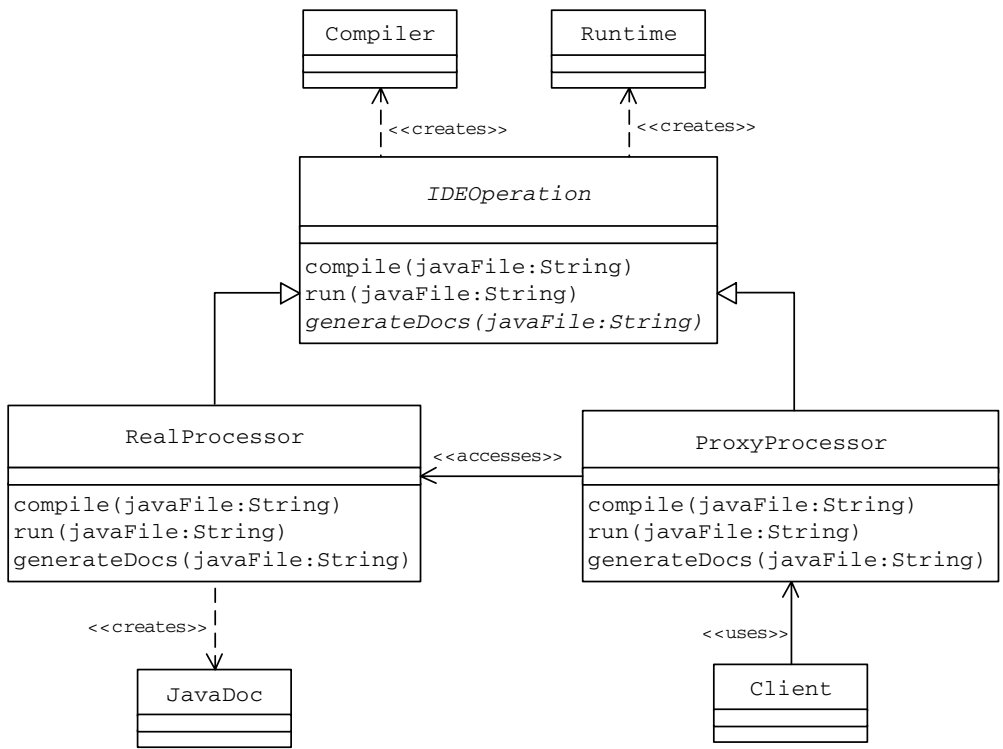 Compiler
Runtime
<<creates>>
<<creates>>
IDEOperation
compile(javaFile:String)
run(javaFile:String)
generateDocs(javaFile:String)
RealProcessor
compile(javaFile:String)
run(javaFile:String)
generateDocs(javaFile:String)
<<accesses>>
ProxyProcessor
compile(javaFile:String)
run(javaFile:String)
generateDocs(javaFile:String)
<<creates>>
<<uses>>
JavaDoc
Client